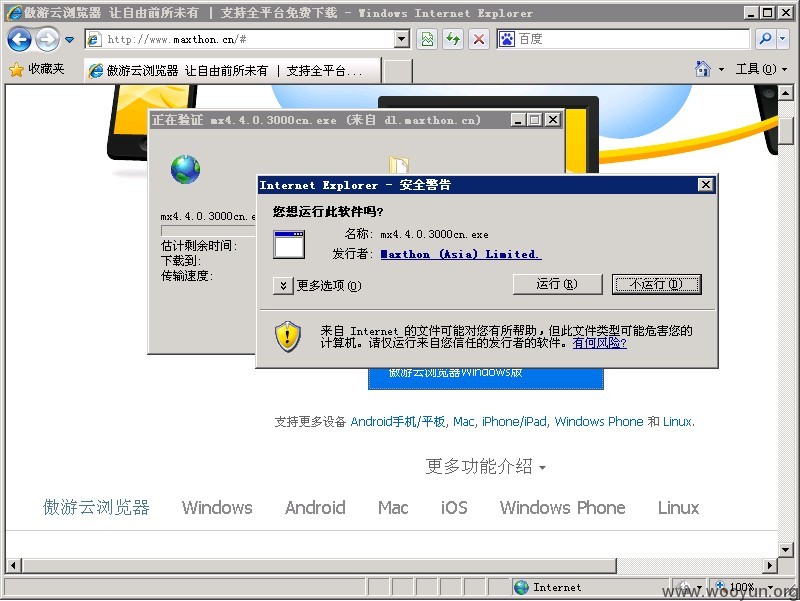 傲游云浏览器 让自由前所未有 | 支持全平台免费下载 - Windows Internet Explorer
http://www.maxthon.cn/#
百度
收藏夹
傲游云浏览器 让自由前所未有 | 支持全平台...
工具(O)
正在验证 mx4.4.0.3000cn.exe (来自 dl.maxthon.cn)
mx4.4.0.3000cn.e
估计剩余时间:
下载到:
传输速度:
Internet Explorer - 安全警告
您想运行此软件吗?
名称: mx4.4.0.3000cn.exe
发行者: Maxthon (Asia) Limited.
更多选项(O)
运行(R)
不运行(D)
来自 Internet 的文件可能对您有所帮助,但此文件类型可能危害您的
计算机。请仅运行来自您信任的发行者的软件。有何风险?
傲游云浏览器Windows版
支持更多设备 Android手机/平板, Mac, iPhone/iPad, Windows Phone 和 Linux.
更多功能介绍
傲游云浏览器 Windows Android Mac iOS Windows Phone Linux
Internet
100%
www.wooyun.org